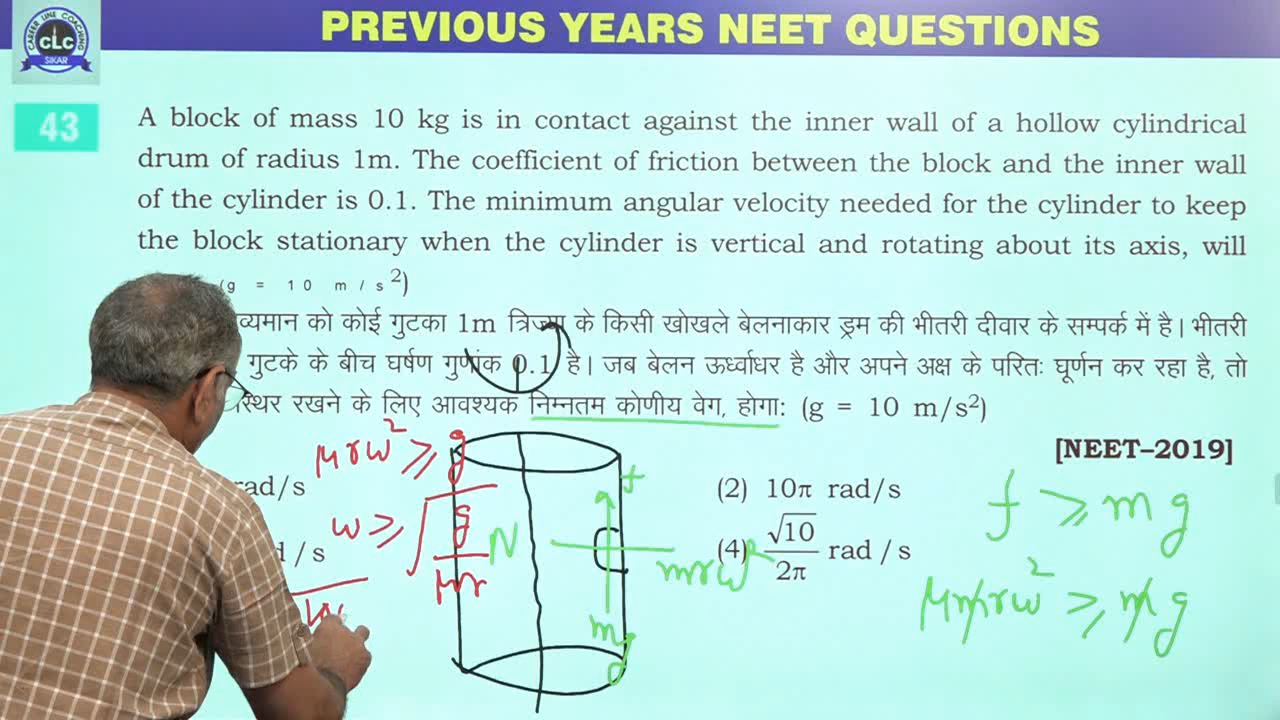 PREVIOUS YEARS NEET QUESTIONS
CAREER LINE COACHING
CLC
SIKAR
43
A block of mass 10 kg is in contact against the inner wall of a hollow cylindrical
drum of radius 1m. The coefficient of friction between the block and the inner wall
of the cylinder is 0.1. The minimum angular velocity needed for the cylinder to keep
the block stationary when the cylinder is vertical and rotating about its axis, will
(g = 10 m/s²)
को कोई गुटका 1m त्रिज्या के किसी खोखले बेलनाकार ड्रम की भीतरी दीवार के सम्पर्क में है। भीतरी
गुटके के बीच घर्षण गुणांक 0.1 है। जब बेलन ऊर्ध्वाधर है और अपने अक्ष के परितः घूर्णन कर रहा है, तो
रखने के लिए आवश्यक निम्नतम कोणीय वेग, होगा: (g = 10 m/s²)
[NEET–2019]
rad/s
(2) 10π rad/s
/ s
(4) √10/2π rad / s
μrω² ≥ g
ω ≥ √(g/μr)
N
f
mrω²
mg
f ≥ mg
μmrω² ≥ mg